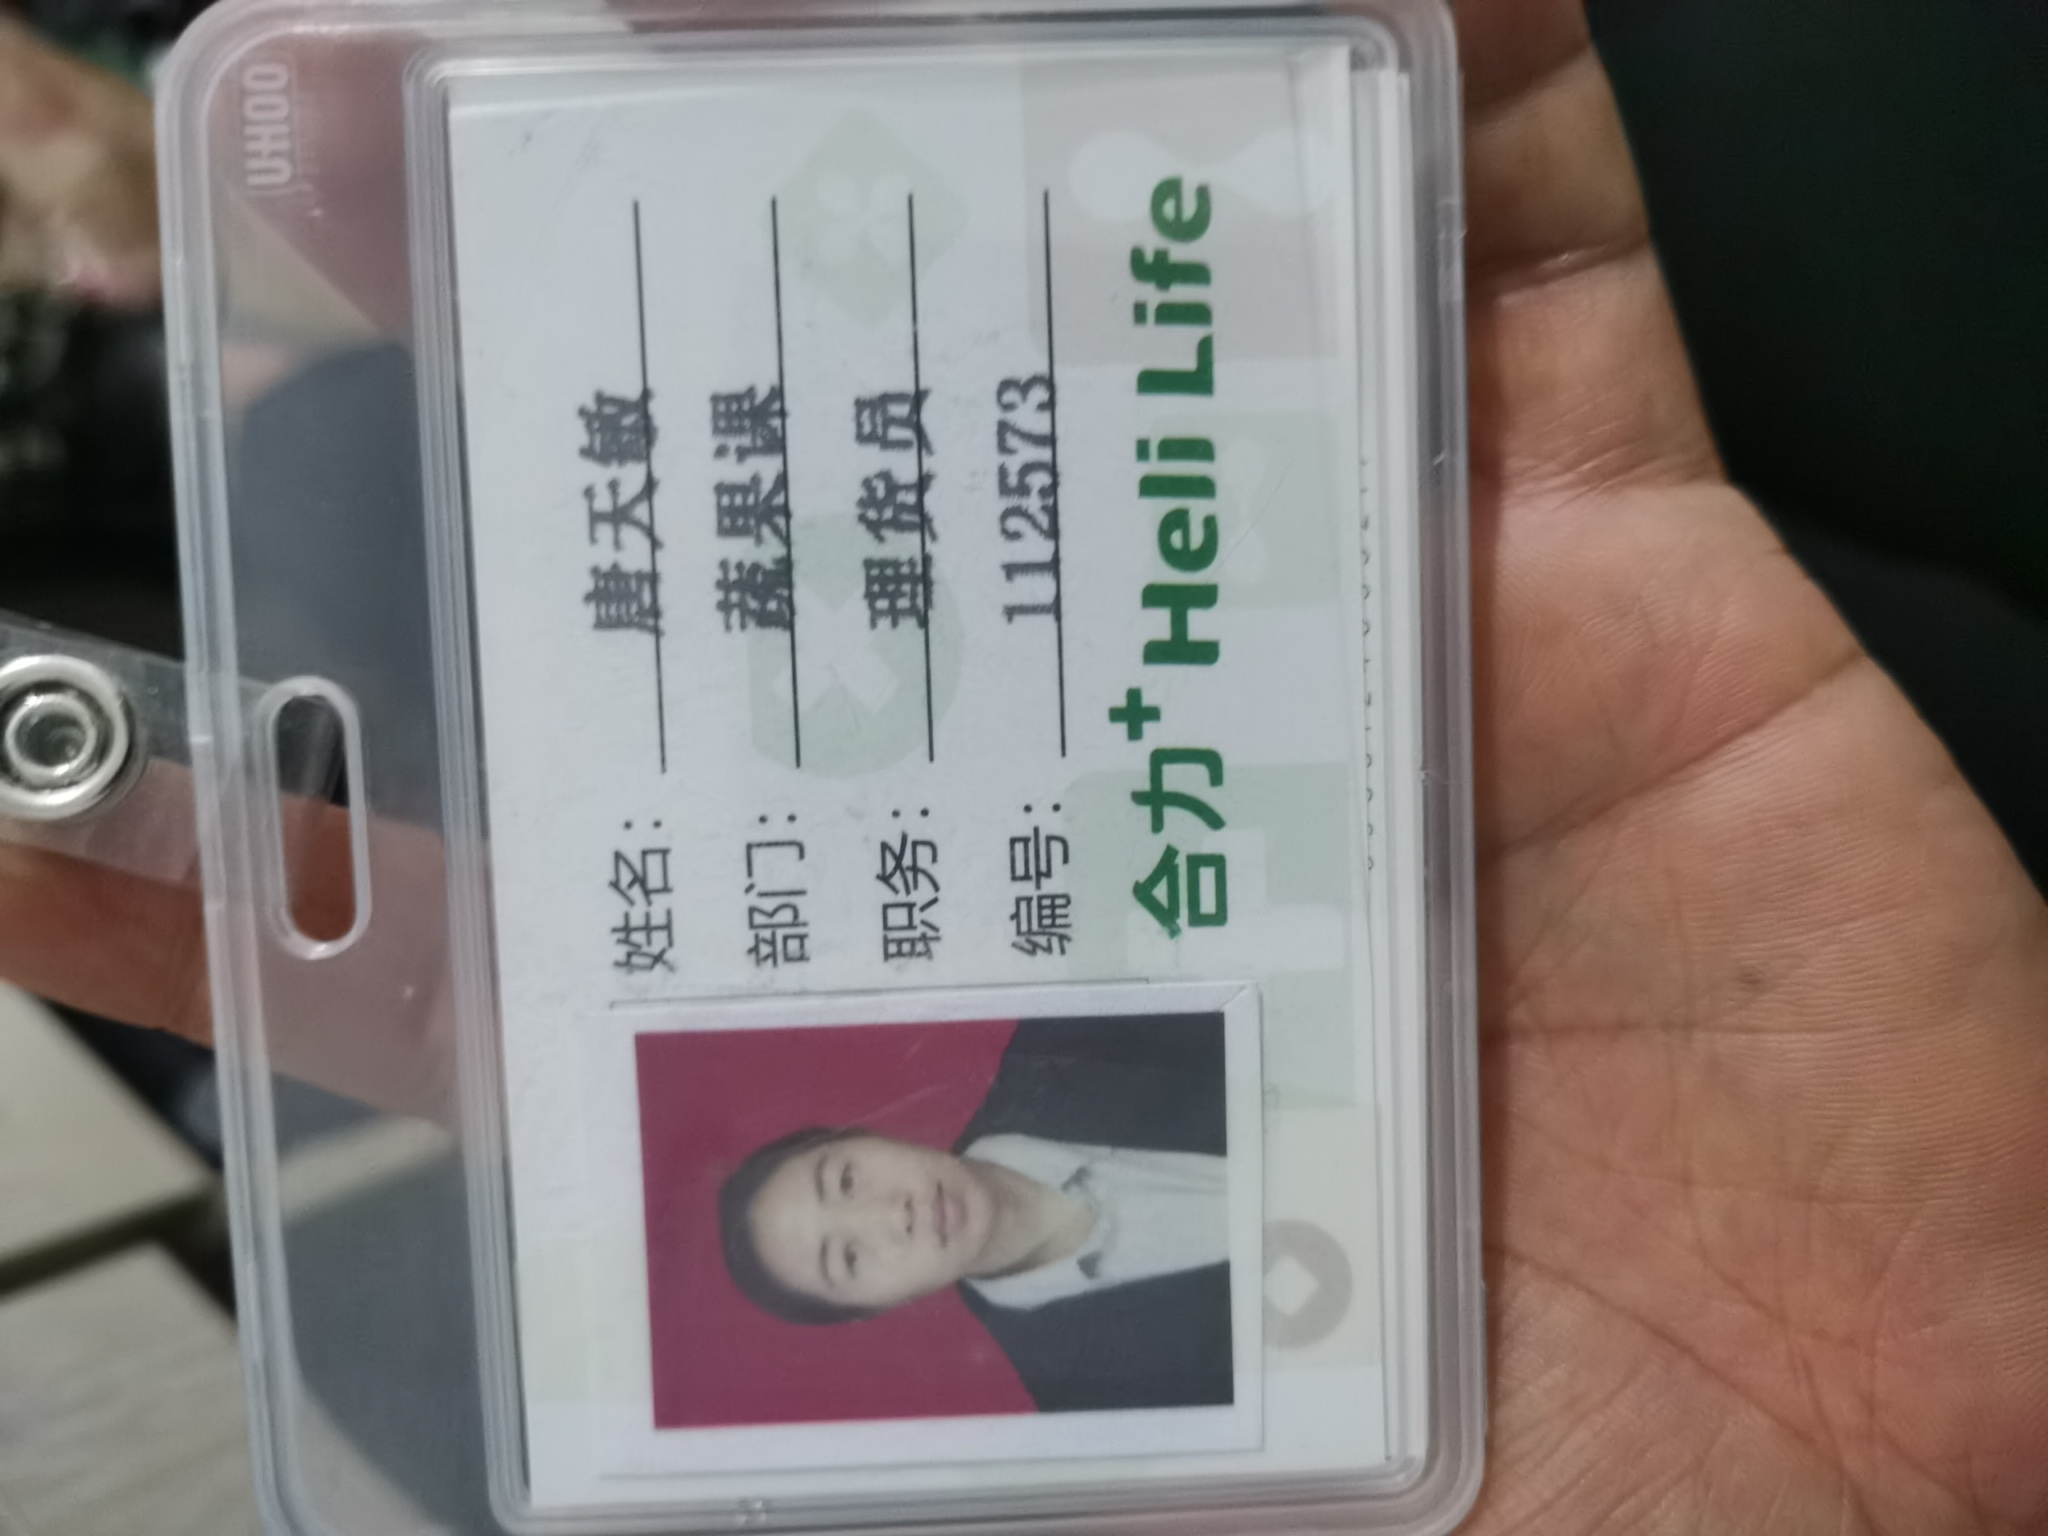 姓名：唐天敏
部门：蔬果课
职务：理货员
编号：112573
合力+ Heli Life
UHOO